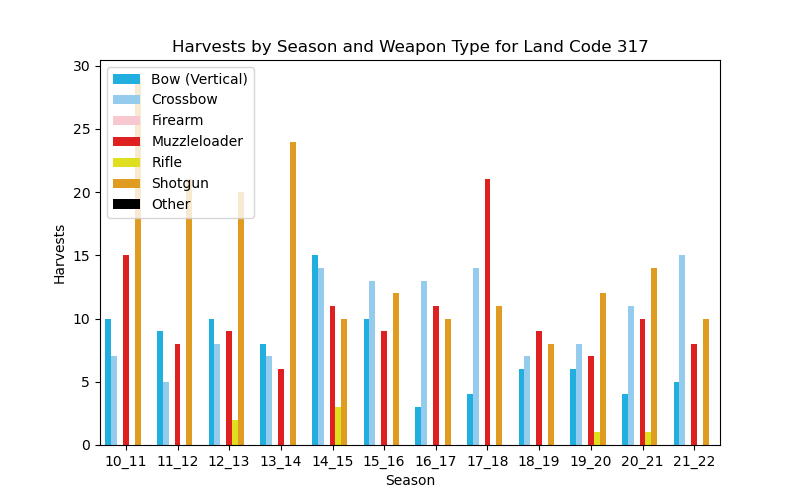 Harvests by Season and Weapon Type for Land Code 317
30
25
20
15
10
5
0
Harvests
Bow (Vertical)
Crossbow
Firearm
Muzzleloader
Rifle
Shotgun
Other
10_11 11_12 12_13 13_14 14_15 15_16 16_17 17_18 18_19 19_20 20_21 21_22
Season